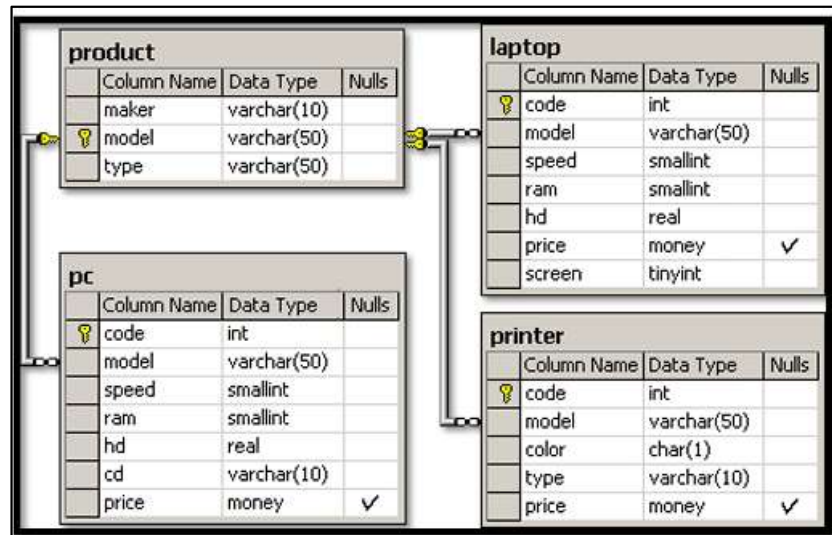 product
Column Name Data Type Nulls
maker varchar(10)
model varchar(50)
type varchar(50)
laptop
Column Name Data Type Nulls
code int
model varchar(50)
speed smallint
ram smallint
hd real
price money ✓
screen tinyint
pc
Column Name Data Type Nulls
code int
model varchar(50)
speed smallint
ram smallint
hd real
cd varchar(10)
price money ✓
printer
Column Name Data Type Nulls
code int
model varchar(50)
color char(1)
type varchar(10)
price money ✓